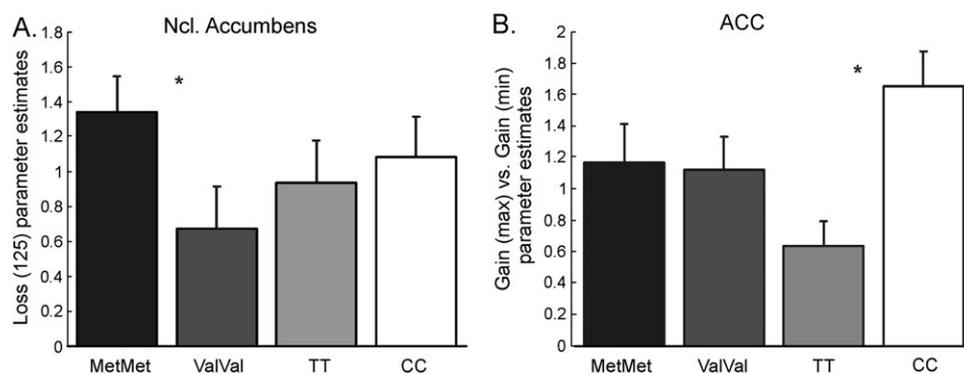 A.
Ncl. Accumbens
Loss (125) parameter estimates
1.8
1.6
1.4
1.2
1
0.8
0.6
0.4
0.2
0
*
MetMet ValVal TT CC
B.
ACC
Gain (max) vs. Gain (min)
parameter estimates
2
1.8
1.6
1.4
1.2
1
0.8
0.6
0.4
0.2
0
*
MetMet ValVal TT CC